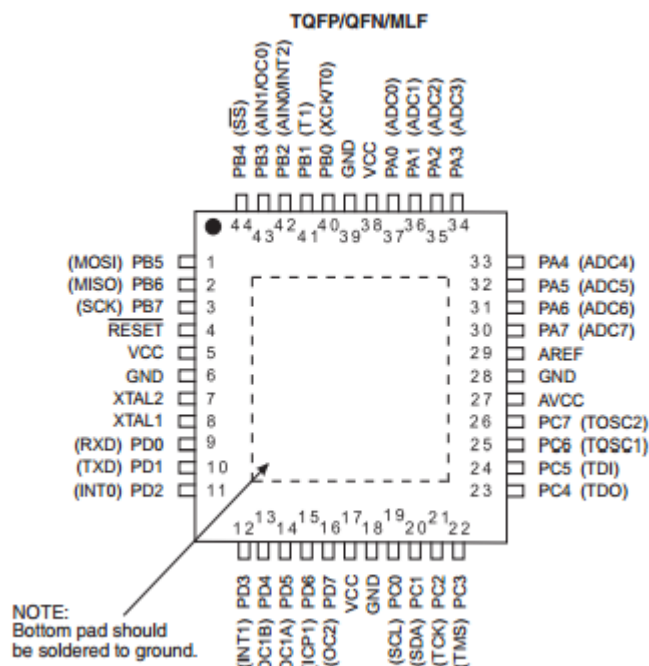 TQFP/QFN/MLF
PB4 (SS)
PB3 (AIN1/OC0)
PB2 (AIN0/INT2)
PB1 (T1)
PB0 (XCK/T0)
GND
VCC
PA0 (ADC0)
PA1 (ADC1)
PA2 (ADC2)
PA3 (ADC3)
44 43 42 41 40 39 38 37 36 35 34
(MOSI) PB5 1
(MISO) PB6 2
(SCK) PB7 3
RESET 4
VCC 5
GND 6
XTAL2 7
XTAL1 8
(RXD) PD0 9
(TXD) PD1 10
(INT0) PD2 11
33 PA4 (ADC4)
32 PA5 (ADC5)
31 PA6 (ADC6)
30 PA7 (ADC7)
29 AREF
28 GND
27 AVCC
26 PC7 (TOSC2)
25 PC6 (TOSC1)
24 PC5 (TDI)
23 PC4 (TDO)
12 13 14 15 16 17 18 19 20 21 22
(INT1) PD3
OC1B) PD4
OC1A) PD5
ICP1) PD6
(OC2) PD7
VCC
GND
(SCL) PC0
(SDA) PC1
(TCK) PC2
(TMS) PC3
NOTE:
Bottom pad should
be soldered to ground.